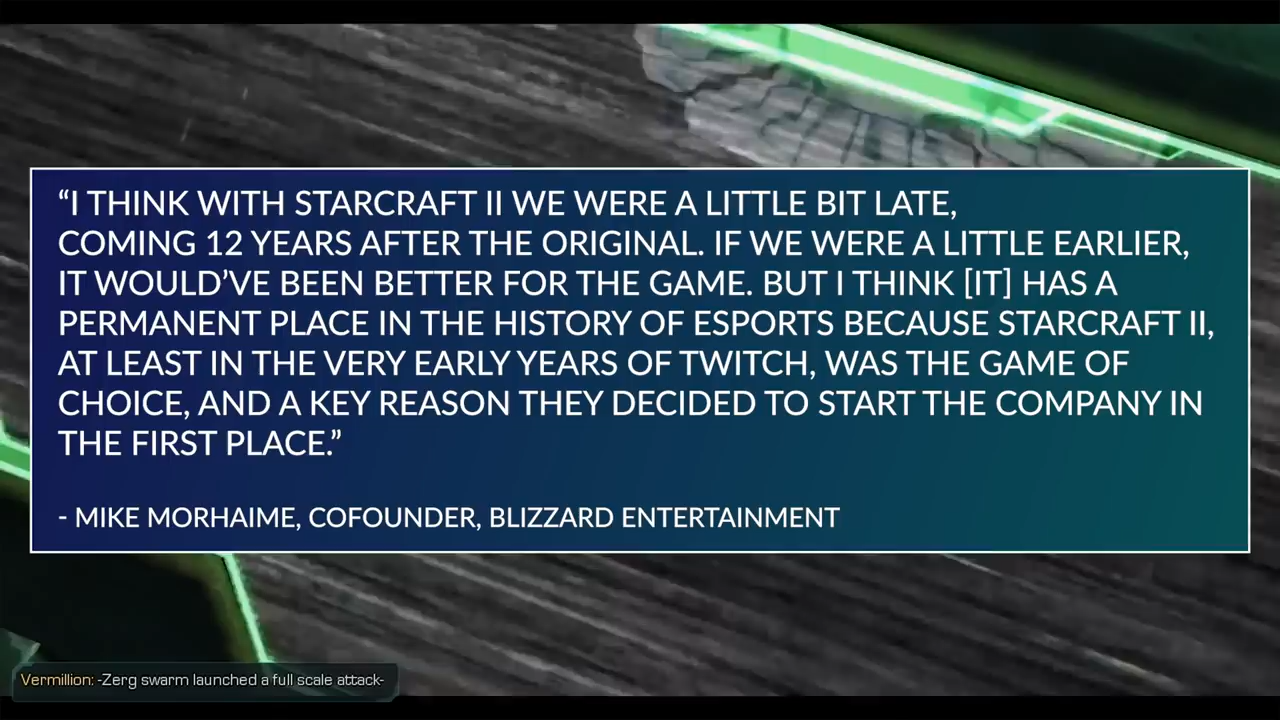 “I THINK WITH STARCRAFT II WE WERE A LITTLE BIT LATE,
COMING 12 YEARS AFTER THE ORIGINAL. IF WE WERE A LITTLE EARLIER,
IT WOULD’VE BEEN BETTER FOR THE GAME. BUT I THINK [IT] HAS A
PERMANENT PLACE IN THE HISTORY OF ESPORTS BECAUSE STARCRAFT II,
AT LEAST IN THE VERY EARLY YEARS OF TWITCH, WAS THE GAME OF
CHOICE, AND A KEY REASON THEY DECIDED TO START THE COMPANY IN
THE FIRST PLACE.”
- MIKE MORHAIME, COFOUNDER, BLIZZARD ENTERTAINMENT
Vermillion: -Zerg swarm launched a full scale attack-